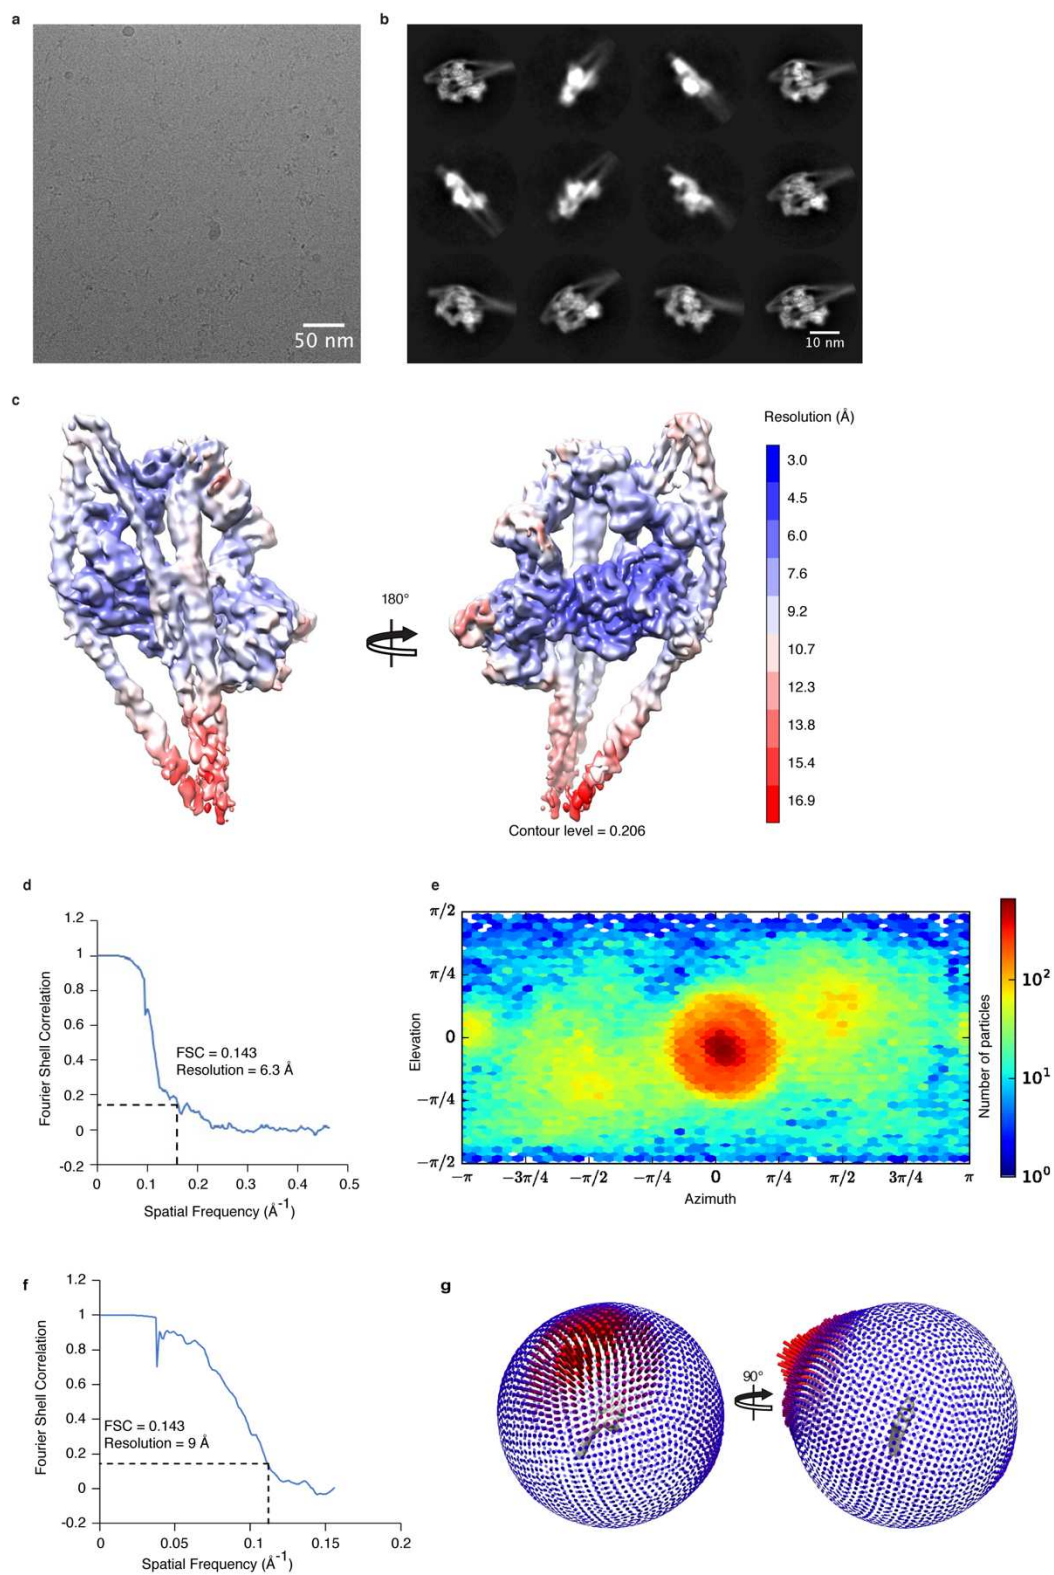 a
b
50 nm
10 nm
c
Resolution (Å)
3.0
4.5
6.0
7.6
9.2
10.7
12.3
13.8
15.4
16.9
180°
Contour level = 0.206
d
1.2
1
0.8
0.6
0.4
0.2
0
-0.2
Fourier Shell Correlation
FSC = 0.143
Resolution = 6.3 Å
0
0.1
0.2
0.3
0.4
0.5
Spatial Frequency (Å⁻¹)
e
π/2
π/4
0
−π/4
−π/2
Elevation
−π
−3π/4
−π/2
−π/4
0
π/4
π/2
3π/4
π
Azimuth
Number of particles
10²
10¹
10⁰
f
1.2
1
0.8
0.6
0.4
0.2
0
-0.2
Fourier Shell Correlation
FSC = 0.143
Resolution = 9 Å
0
0.05
0.1
0.15
0.2
Spatial Frequency (Å⁻¹)
g
90°